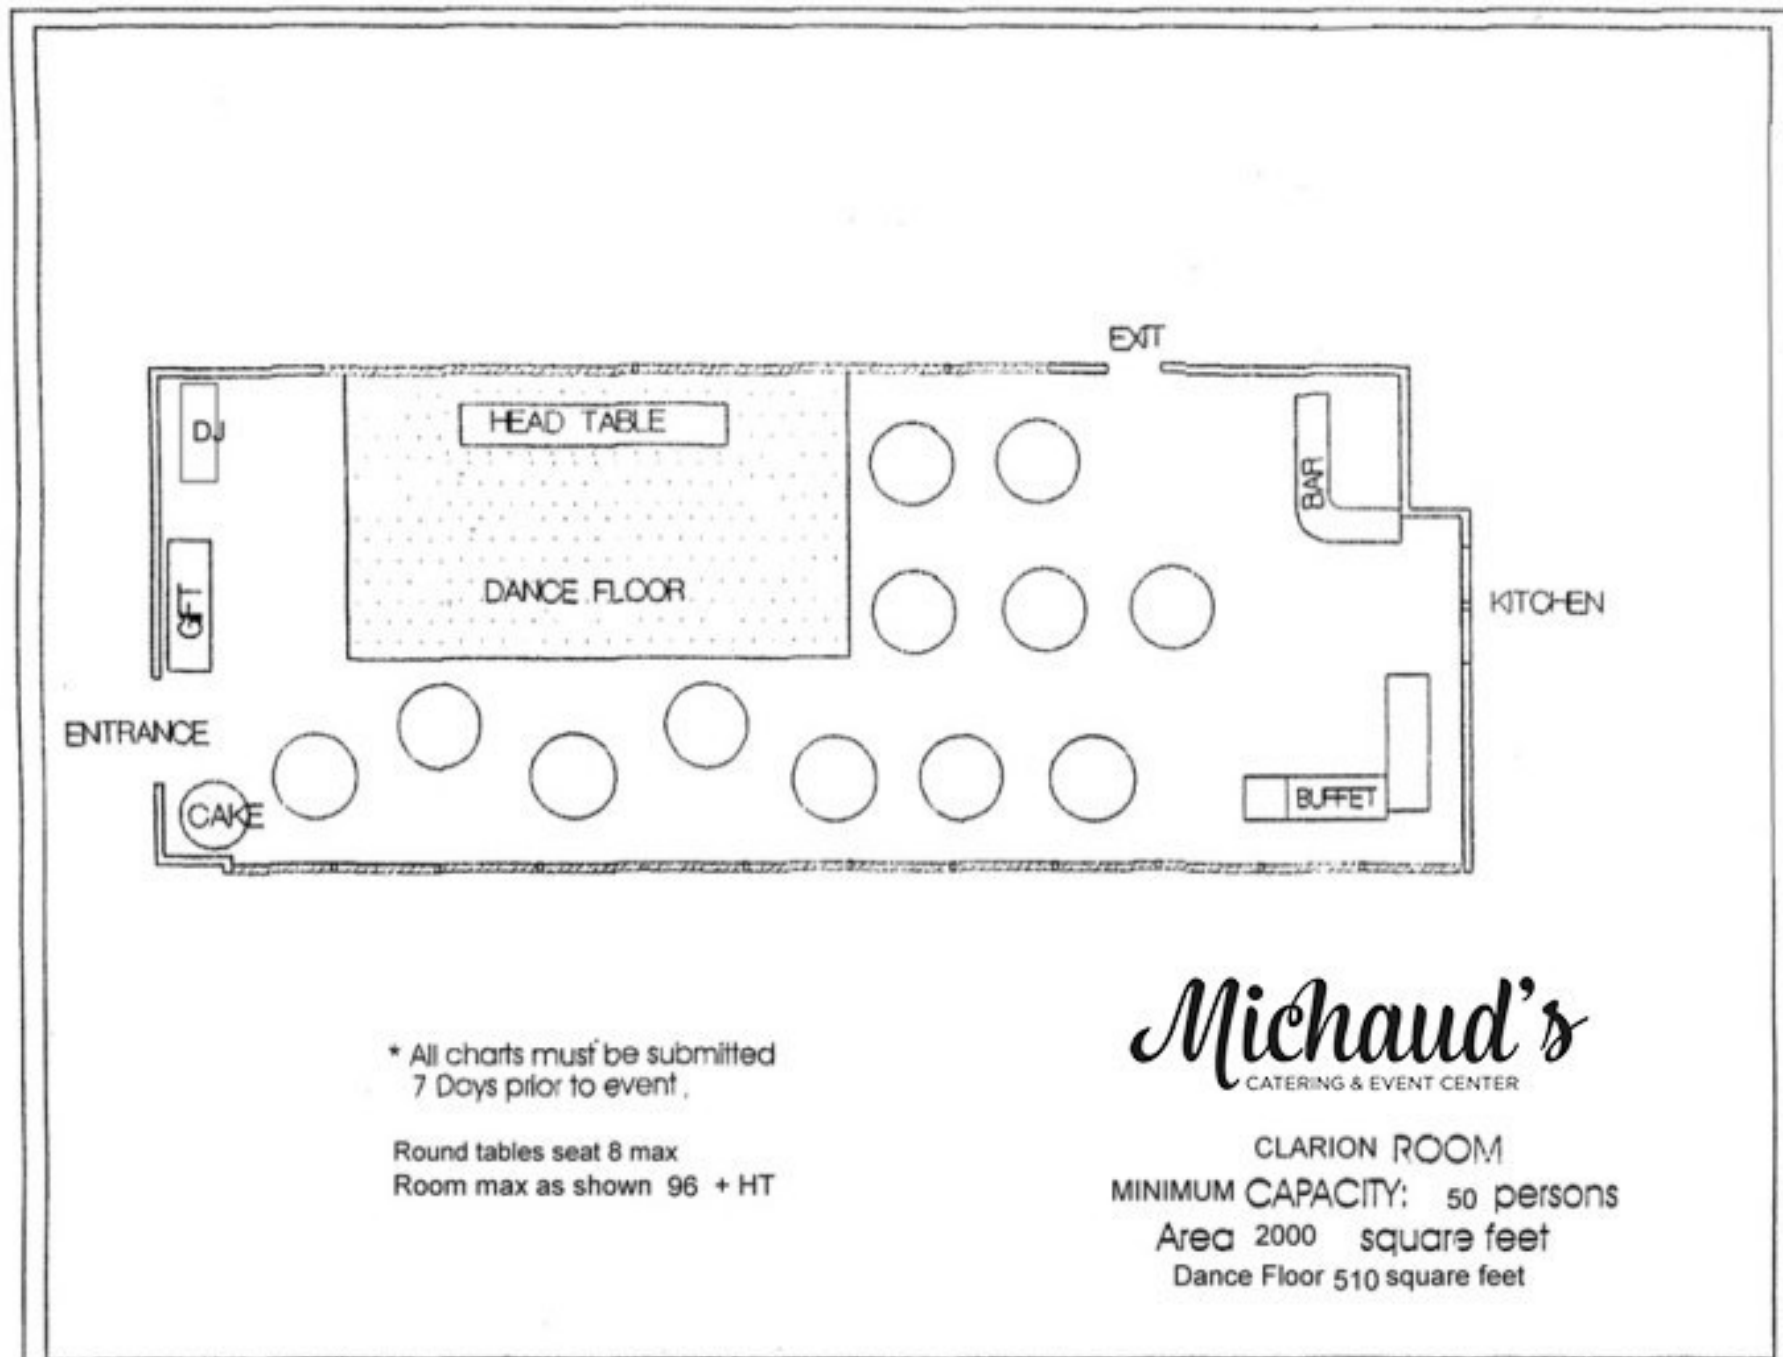 EXIT
DJ
HEAD TABLE
BAR
DANCE FLOOR
GIFT
KITCHEN
ENTRANCE
CAKE
BUFFET
Michaud's
CATERING & EVENT CENTER
* All charts must be submitted
7 Days prior to event.
Round tables seat 8 max
Room max as shown 96 + HT
CLARION ROOM
MINIMUM CAPACITY: 50 persons
Area 2000 square feet
Dance Floor 510 square feet